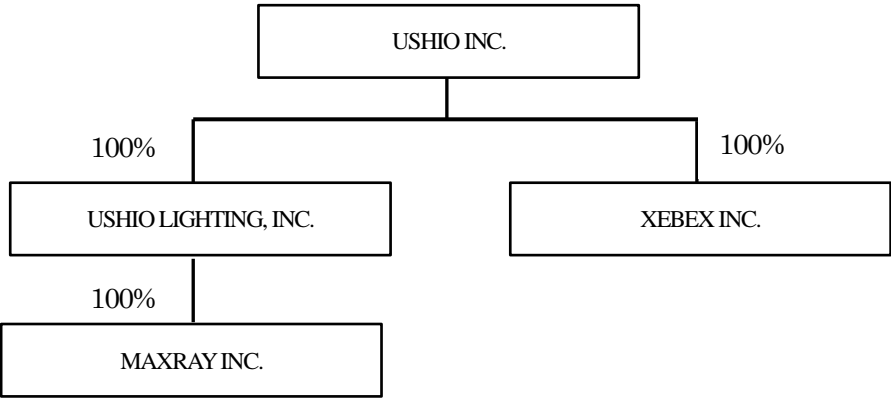 USHIO INC.
100%
100%
USHIO LIGHTING, INC.
XEBEX INC.
100%
MAXRAY INC.